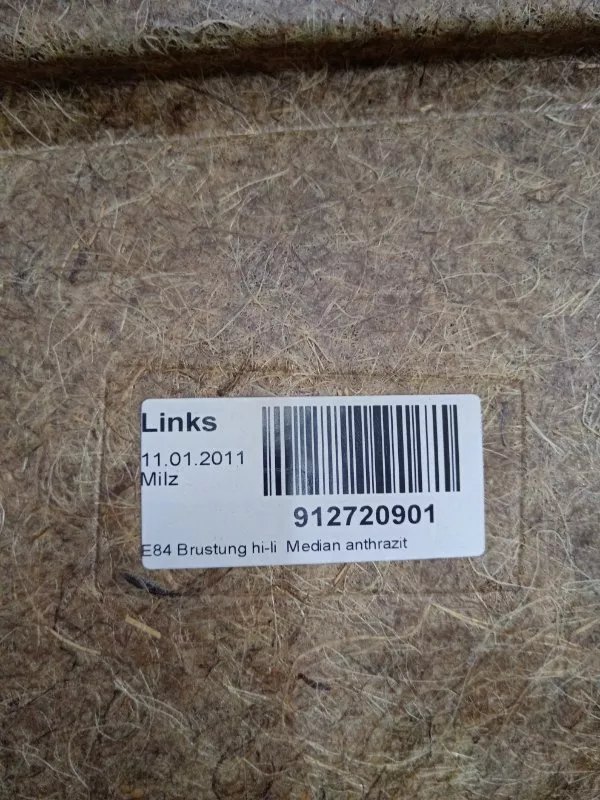 Links
11.01.2011
Milz
912720901
E84 Brustung hi-li Median anthrazit